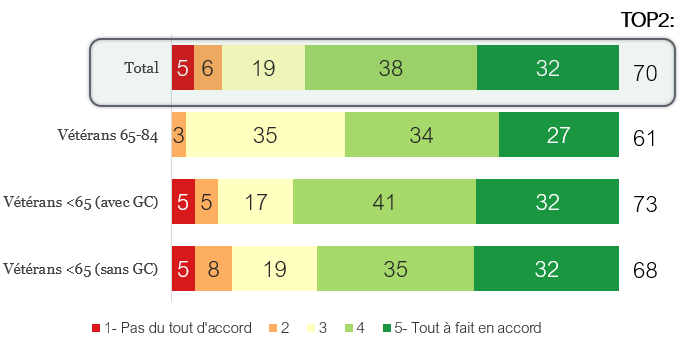 TOP2:
Total 5 6 19 38 32 70
Vétérans 65-84 3 35 34 27 61
Vétérans <65 (avec GC) 5 5 17 41 32 73
Vétérans <65 (sans GC) 5 8 19 35 32 68
1- Pas du tout d'accord 2 3 4 5- Tout à fait en accord